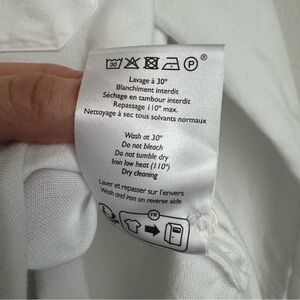 30 P ®
Lavage à 30°
Blanchiment interdit
Séchage en tambour interdit
Repassage 110° max.
Nettoyage à sec tous solvants normaux
Wash at 30°
Do not bleach
Do not tumble dry
Iron low heat (110°)
Dry cleaning
Laver et repasser sur l'envers
Wash and iron on reverse side
FR